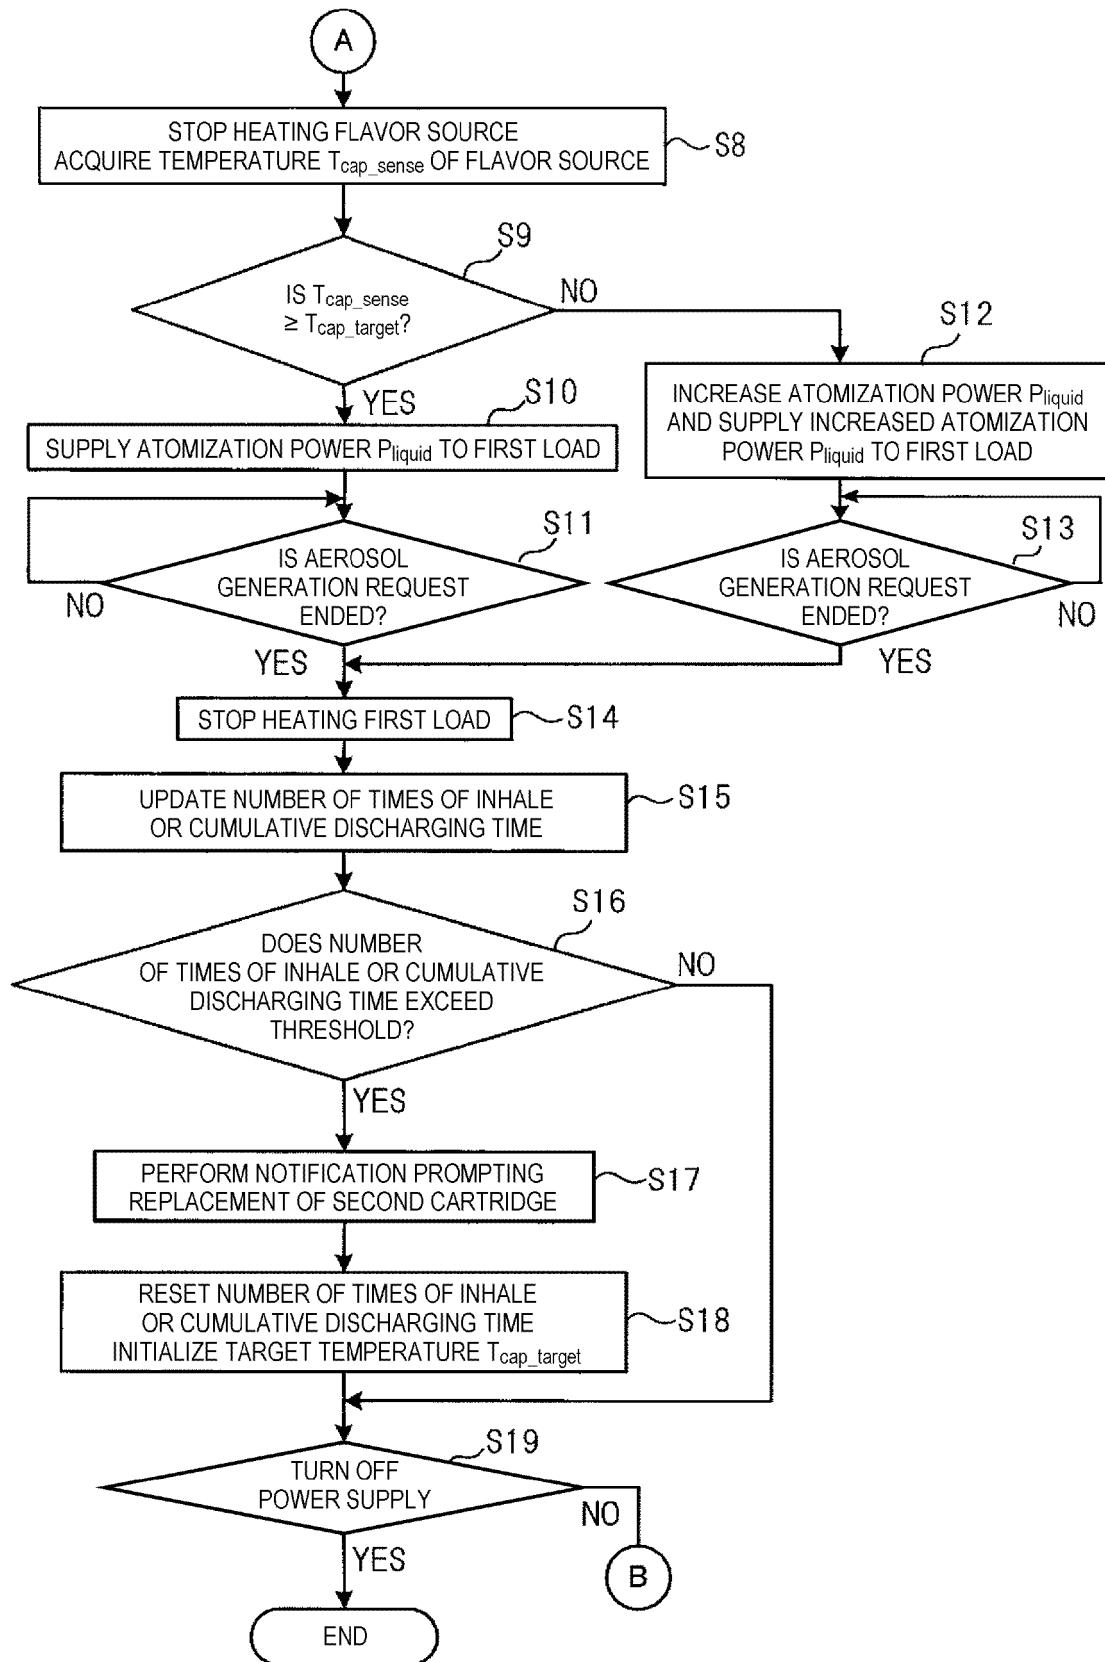 A
STOP HEATING FLAVOR SOURCE
ACQUIRE TEMPERATURE Tcap_sense OF FLAVOR SOURCE
S8
S9
IS Tcap_sense
≥ Tcap_target?
NO
YES
S12
INCREASE ATOMIZATION POWER Pliquid
AND SUPPLY INCREASED ATOMIZATION
POWER Pliquid TO FIRST LOAD
S10
SUPPLY ATOMIZATION POWER Pliquid TO FIRST LOAD
S11
IS AEROSOL
GENERATION REQUEST
ENDED?
NO
YES
S13
IS AEROSOL
GENERATION REQUEST
ENDED?
NO
YES
STOP HEATING FIRST LOAD
S14
UPDATE NUMBER OF TIMES OF INHALE
OR CUMULATIVE DISCHARGING TIME
S15
S16
DOES NUMBER
OF TIMES OF INHALE OR CUMULATIVE
DISCHARGING TIME EXCEED
THRESHOLD?
NO
YES
PERFORM NOTIFICATION PROMPTING
REPLACEMENT OF SECOND CARTRIDGE
S17
RESET NUMBER OF TIMES OF INHALE
OR CUMULATIVE DISCHARGING TIME
INITIALIZE TARGET TEMPERATURE Tcap_target
S18
S19
TURN OFF
POWER SUPPLY
NO
YES
B
END